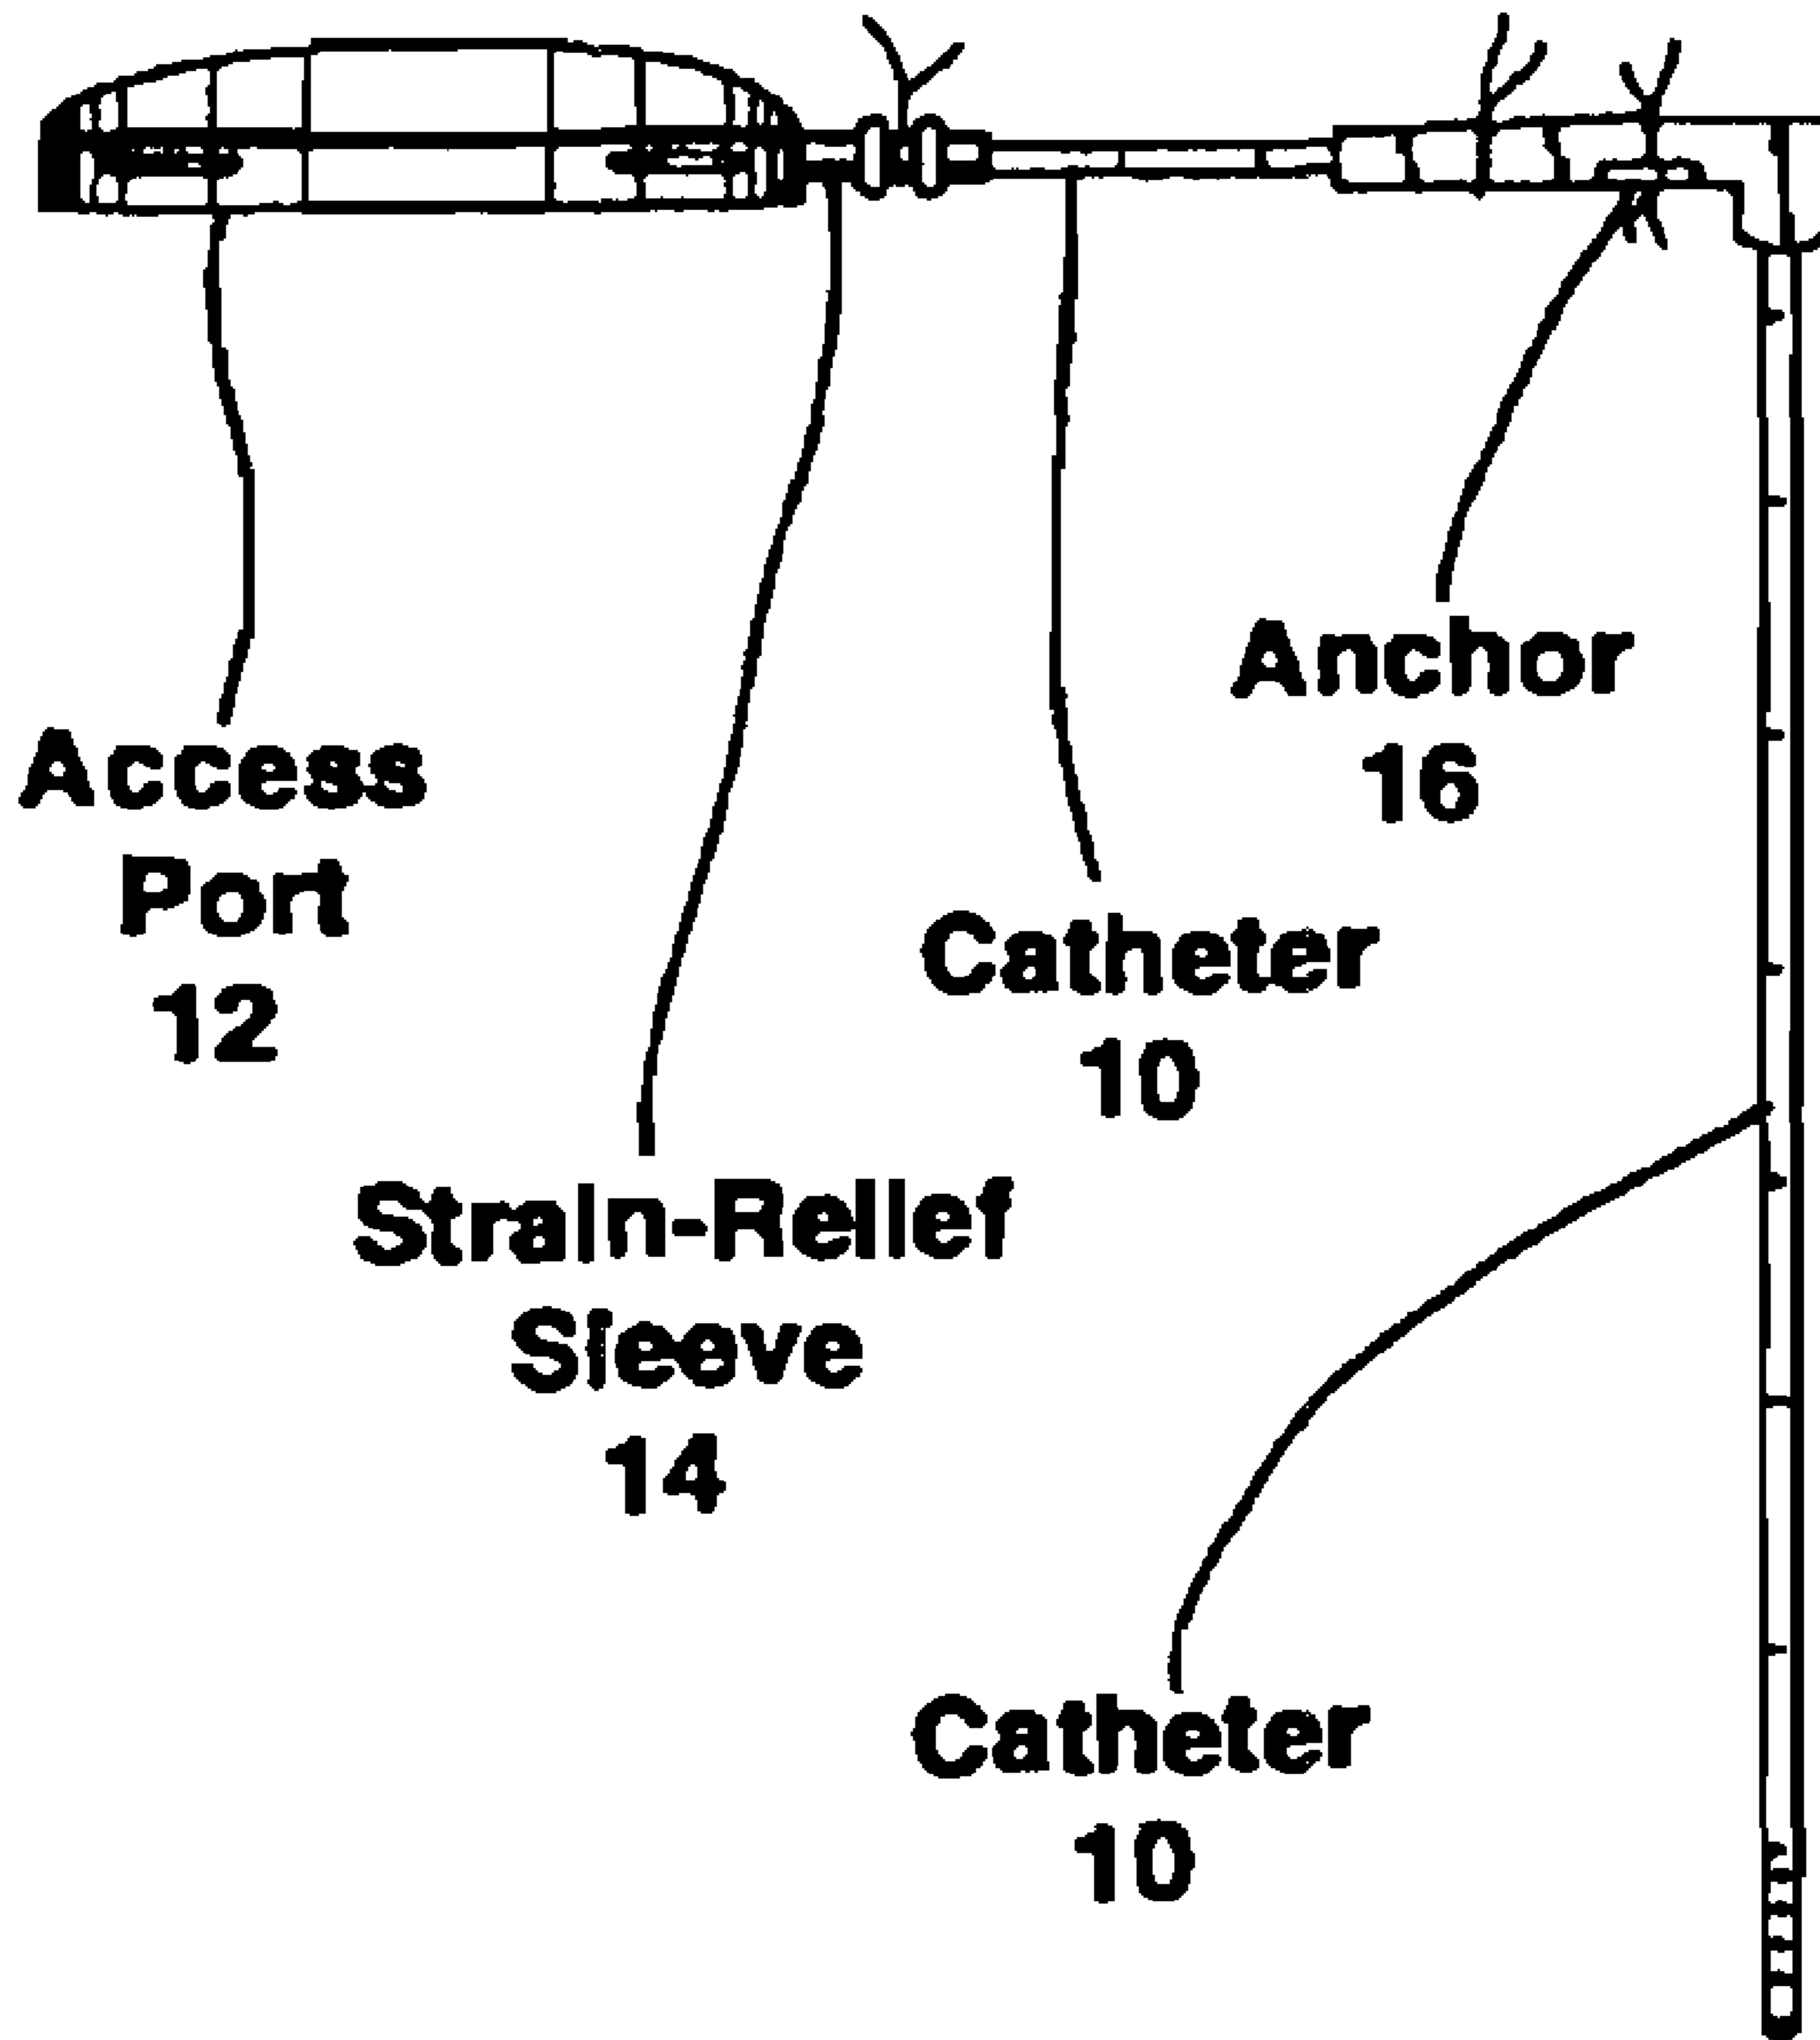 Access
Port
12
Strain-Relief
Sleeve
14
Catheter
10
Anchor
16
Catheter
10